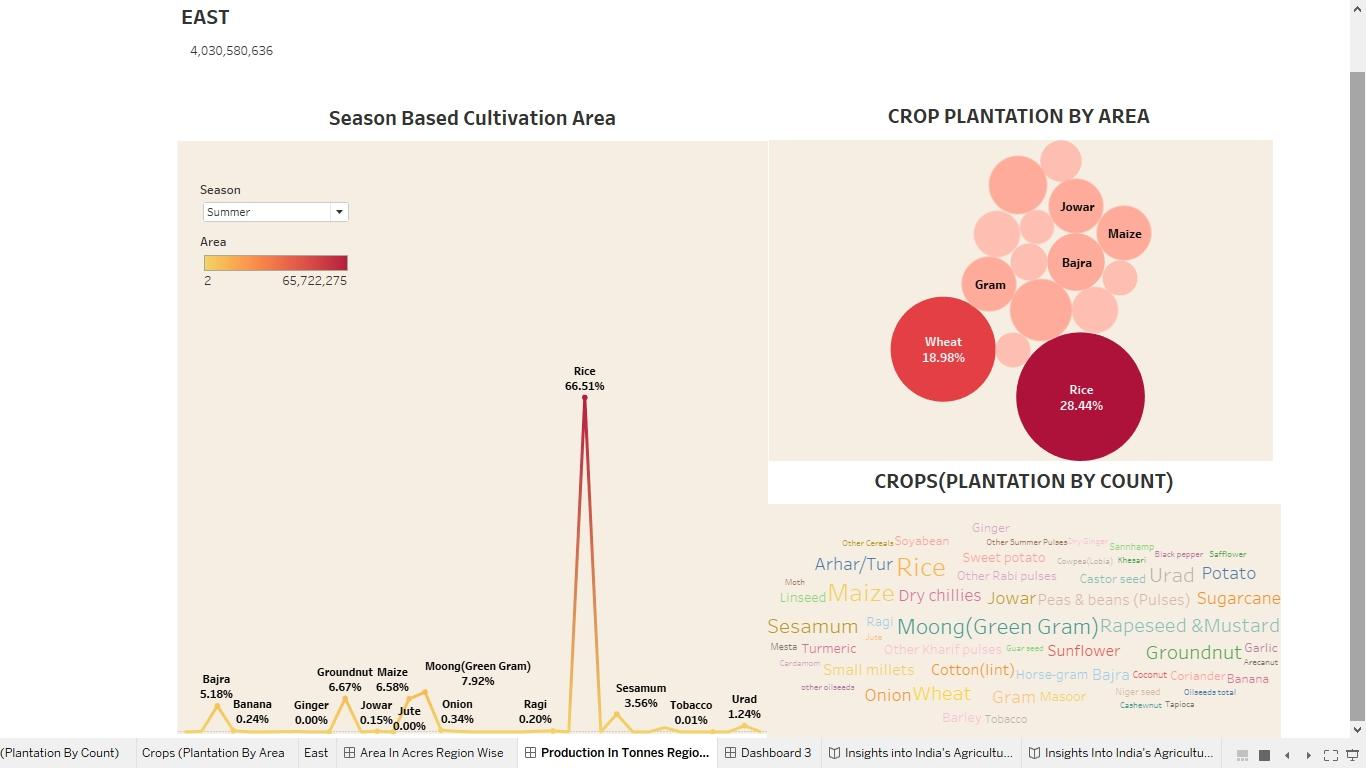 EAST
4,030,580,636
Season Based Cultivation Area
Season
Summer
Area
2
65,722,275
Rice
66.51%
Bajra
5.18%
Banana
0.24%
Ginger
0.00%
Groundnut
6.67%
Jowar
0.15%
Maize
6.58%
Jute
0.00%
Moong(Green Gram)
7.92%
Onion
0.34%
Ragi
0.20%
Sesamum
3.56%
Tobacco
0.01%
Urad
1.24%
CROP PLANTATION BY AREA
Jowar
Maize
Bajra
Gram
Wheat
18.98%
Rice
28.44%
CROPS(PLANTATION BY COUNT)
Ginger
Other Cereals Soyabean Other Summer Pulses Dry Ginger Sannhamp
Arhar/Tur Rice Sweet potato Cowpea(Lobia) Khesari Black pepper Safflower
Moth Other Rabi pulses Castor seed Urad Potato
Linseed Maize Dry chillies Jowar Peas & beans (Pulses) Sugarcane
Sesamum Ragi Jute Moong(Green Gram) Rapeseed &Mustard
Mesta Turmeric Other Kharif pulses Guar seed Sunflower Groundnut Garlic
Cardamom Small millets Cotton(lint) Horse-gram Bajra Coconut Coriander Banana Arecanut
other oilseeds Onion Wheat Gram Masoor Niger seed Oilseeds total
Cashewnut Tapioca
Barley Tobacco
(Plantation By Count)
Crops (Plantation By Area
East
Area In Acres Region Wise
Production In Tonnes Regio...
Dashboard 3
Insights into India's Agricultu...
Insights Into India's Agricultu...